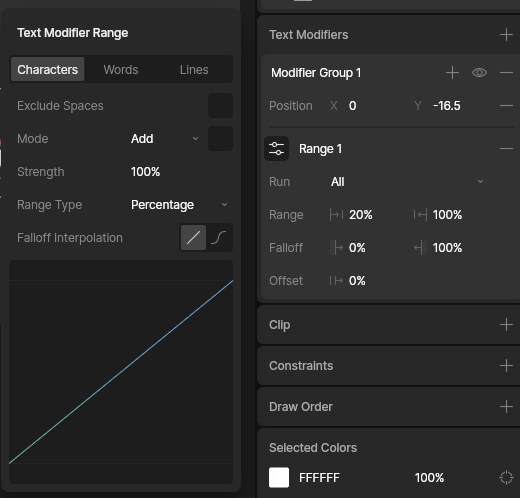 Text Modifier Range
Characters Words Lines
Exclude Spaces
Mode Add
Strength 100%
Range Type Percentage
Falloff Interpolation
Text Modifiers
Modifier Group 1
Position X 0 Y -16.5
Range 1
Run All
Range 20% 100%
Falloff 0% 100%
Offset 0%
Clip
Constraints
Draw Order
Selected Colors
FFFFFF 100%